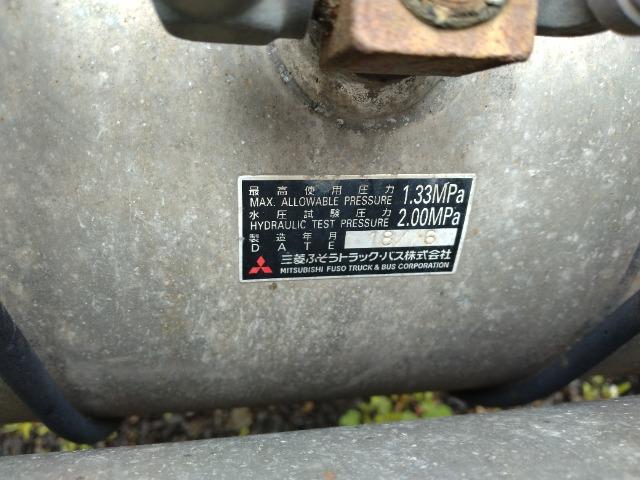 最高使用圧力 1.33MPa
MAX. ALLOWABLE PRESSURE
水圧試験圧力 2.00MPa
HYDRAULIC TEST PRESSURE
製造年月
DATE
三菱ふそうトラック・バス株式会社
MITSUBISHI FUSO TRUCK & BUS CORPORATION